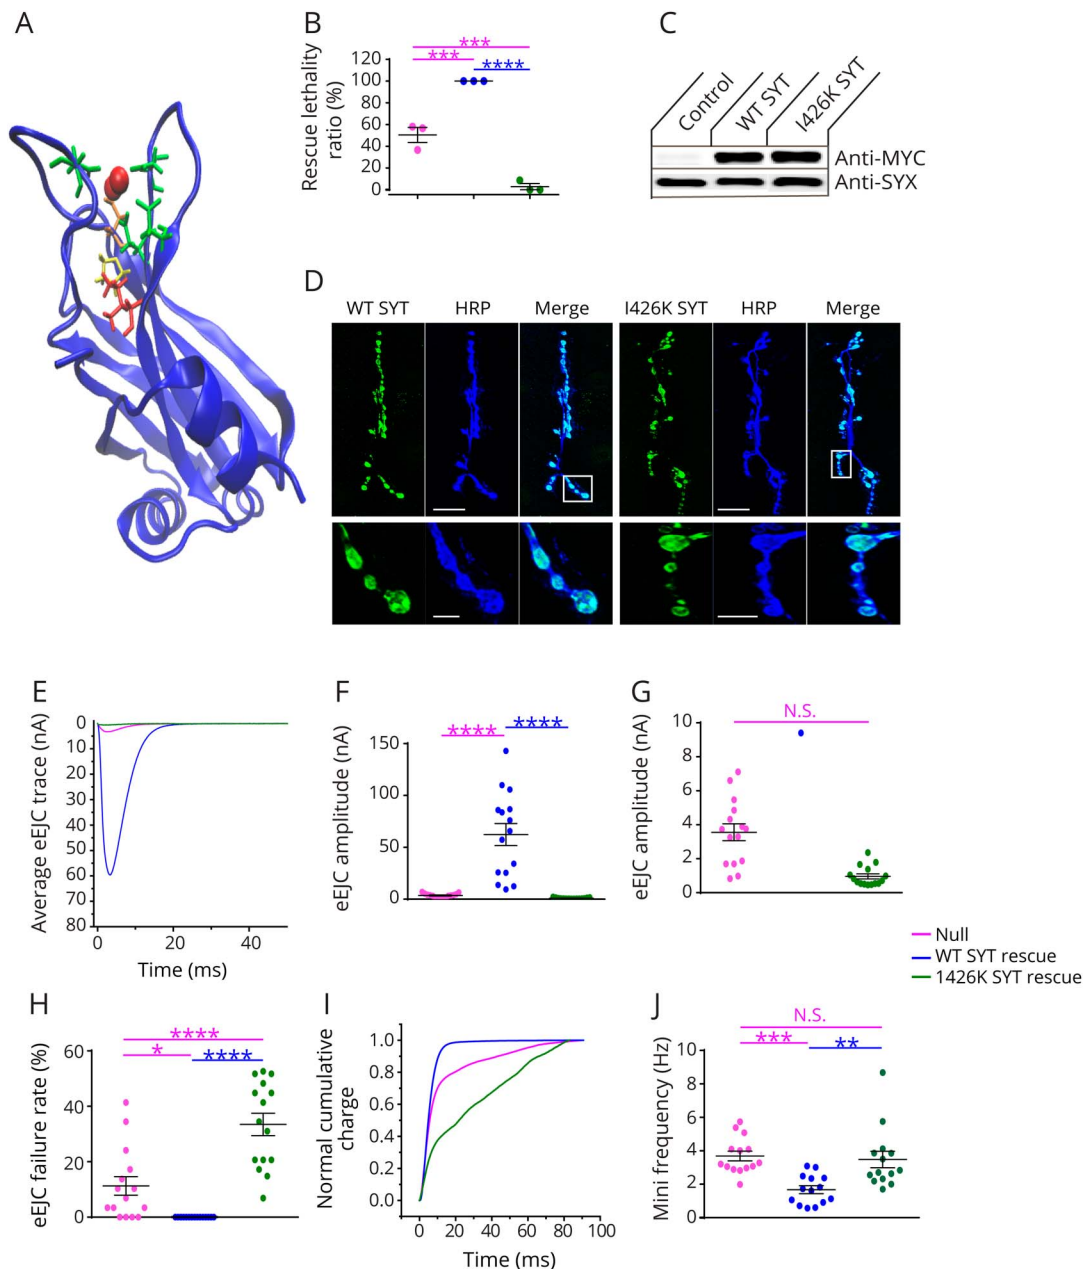 A
B
Rescue lethality
ratio (%)
***
***
****
120
100
80
60
40
20
0
C
Control
WT SYT
I426K SYT
Anti-MYC
Anti-SYX
D
WT SYT
HRP
Merge
I426K SYT
HRP
Merge
E
Average eEJC trace (nA)
0
10
20
30
40
50
60
70
80
0
20
40
Time (ms)
F
eEJC amplitude (nA)
****
****
150
100
50
0
G
eEJC amplitude (nA)
N.S.
10
8
6
4
2
0
Null
WT SYT rescue
1426K SYT rescue
H
eEJC failure rate (%)
****
*
****
60
40
20
0
I
Normal cumulative
charge
1.0
0.8
0.6
0.4
0.2
0.0
0
20
40
60
80
100
Time (ms)
J
Mini frequency (Hz)
N.S.
***
**
10
8
6
4
2
0